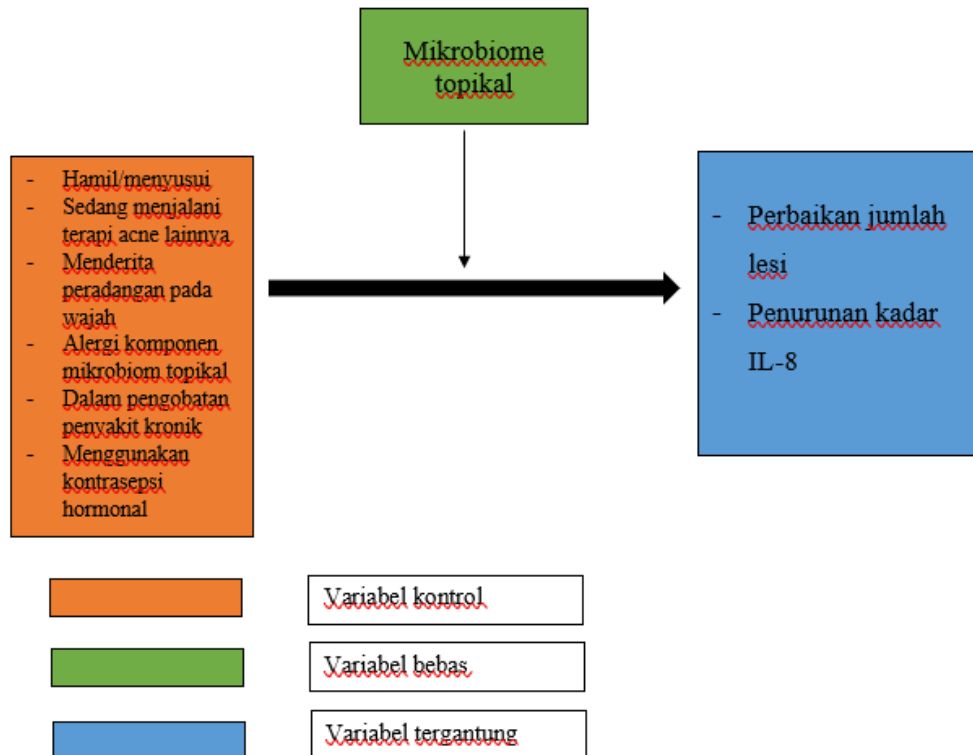 Mikrobiome
topikal
- Hamil/menyusui
- Sedang menjalani
terapi acne lainnya
- Menderita
peradangan pada
wajah
- Alergi komponen
mikrobiom topikal
- Dalam pengobatan
penyakit kronik
- Menggunakan
kontrasepsi
hormonal
- Perbaikan jumlah
lesi
- Penurunan kadar
IL-8
Variabel kontrol
Variabel bebas
Variabel tergantung